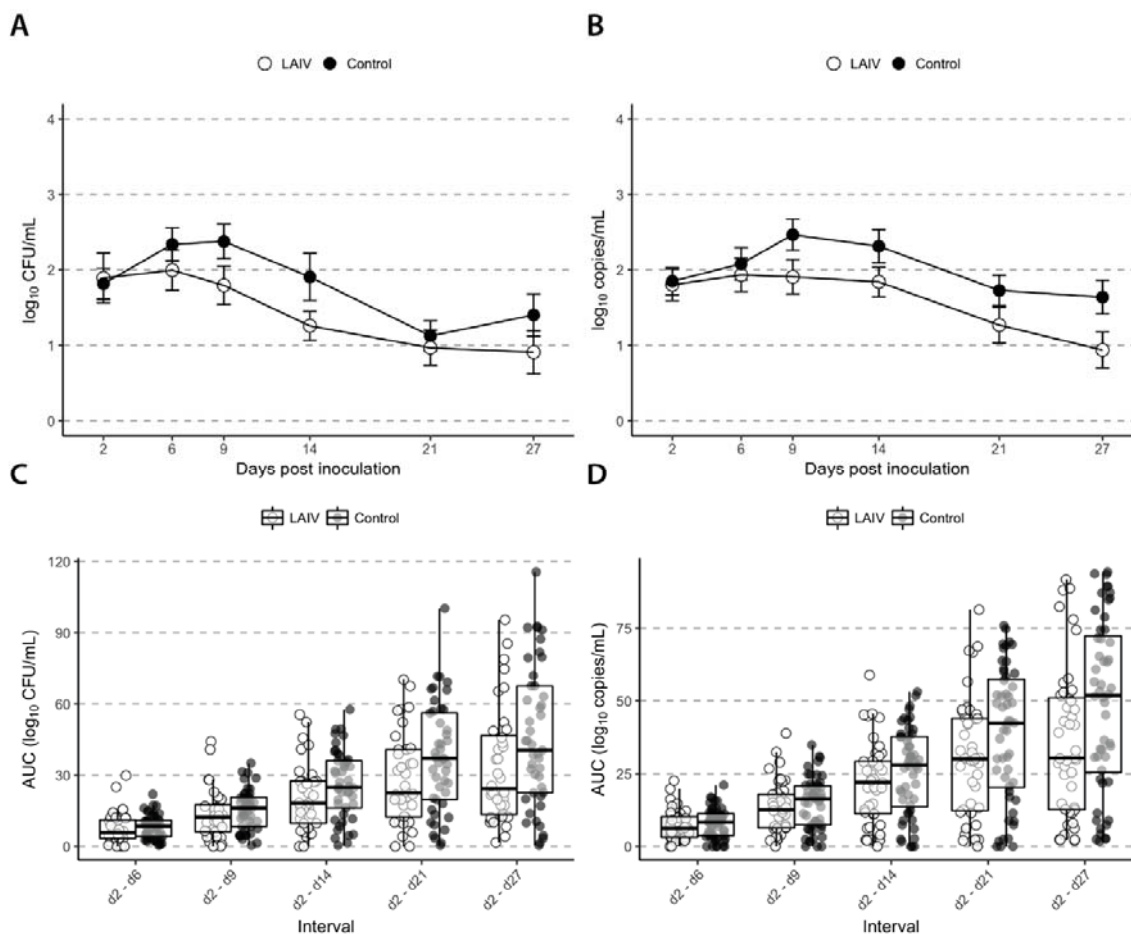 A
LAIV Control
log10 CFU/mL
4
3
2
1
0
2 6 9 14 21 27
Days post inoculation
B
LAIV Control
log10 copies/mL
4
3
2
1
0
2 6 9 14 21 27
Days post inoculation
C
LAIV Control
AUC (log10 CFU/mL)
120
90
60
30
0
d2 - d6 d2 - d9 d2 - d14 d2 - d21 d2 - d27
Interval
D
LAIV Control
AUC (log10 copies/mL)
75
50
25
0
d2 - d6 d2 - d9 d2 - d14 d2 - d21 d2 - d27
Interval